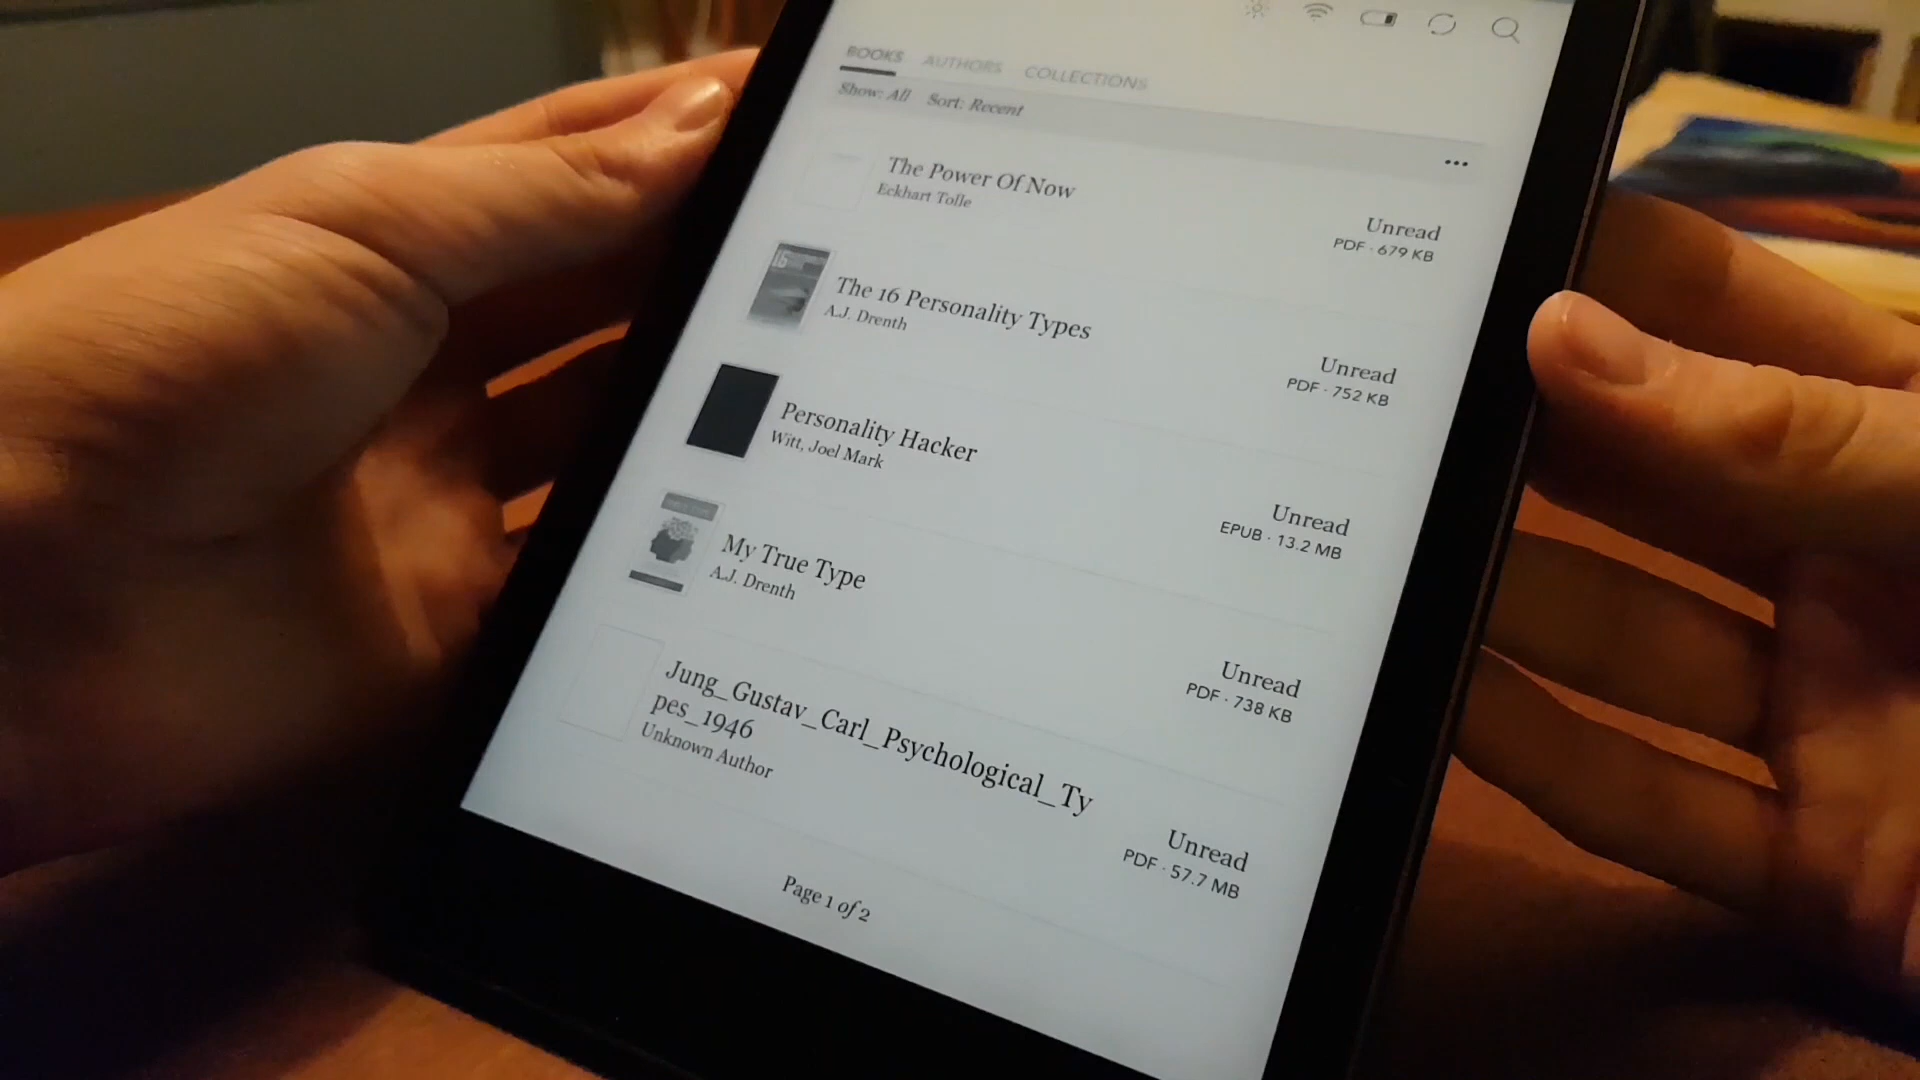 BOOKS AUTHORS COLLECTIONS
Show: All Sort: Recent
The Power Of Now
Eckhart Tolle
Unread
PDF · 679 KB
16
The 16 Personality Types
A.J. Drenth
Unread
PDF · 752 KB
Personality Hacker
Witt, Joel Mark
Unread
EPUB · 13.2 MB
My True Type
A.J. Drenth
Unread
PDF · 738 KB
Jung_Gustav_Carl_Psychological_Ty
pes_1946
Unknown Author
Unread
PDF · 57.7 MB
Page 1 of 2